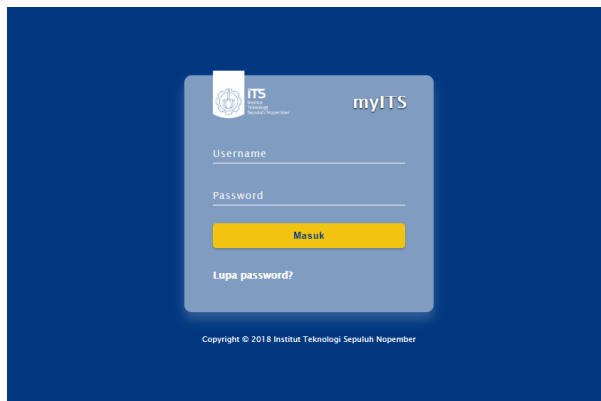 ITS
Institut
Teknologi
Sepuluh Nopember
myITS
Username
Password
Masuk
Lupa password?
Copyright © 2018 Institut Teknologi Sepuluh Nopember